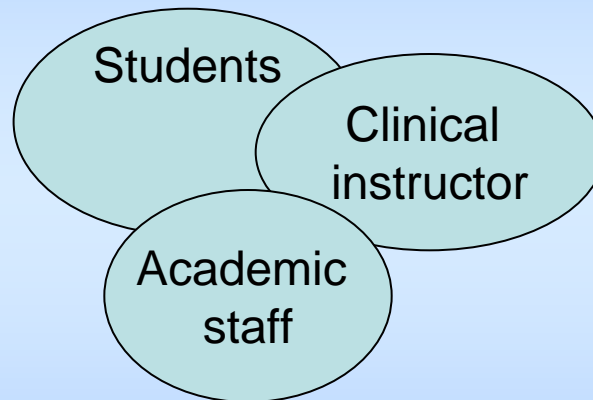 Students
Clinical
instructor
Academic
staff